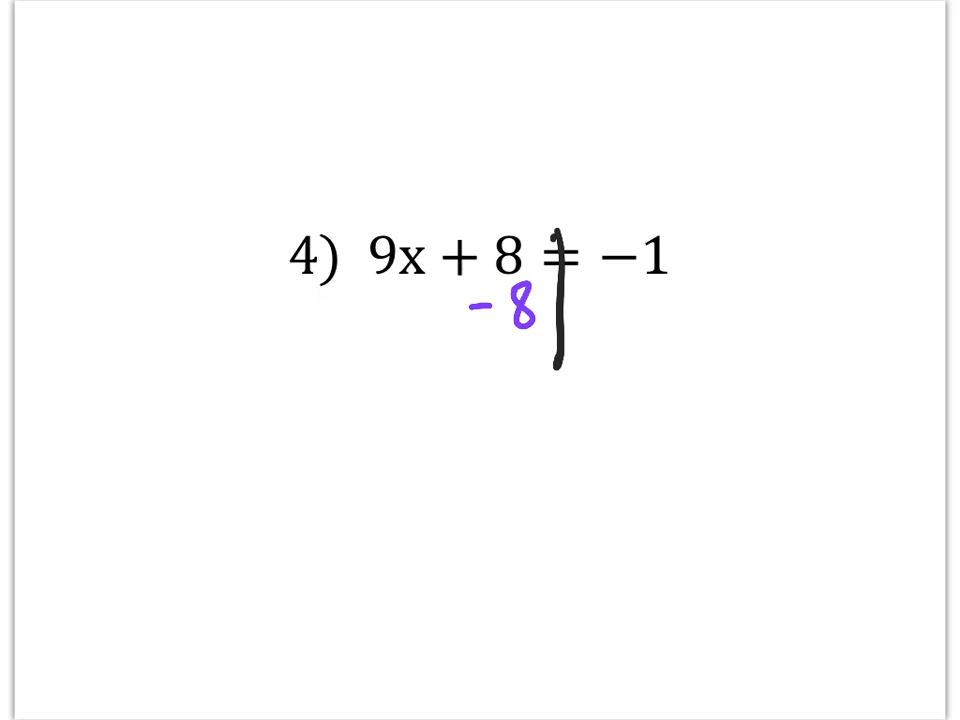 4) 9x + 8 = −1
- 8